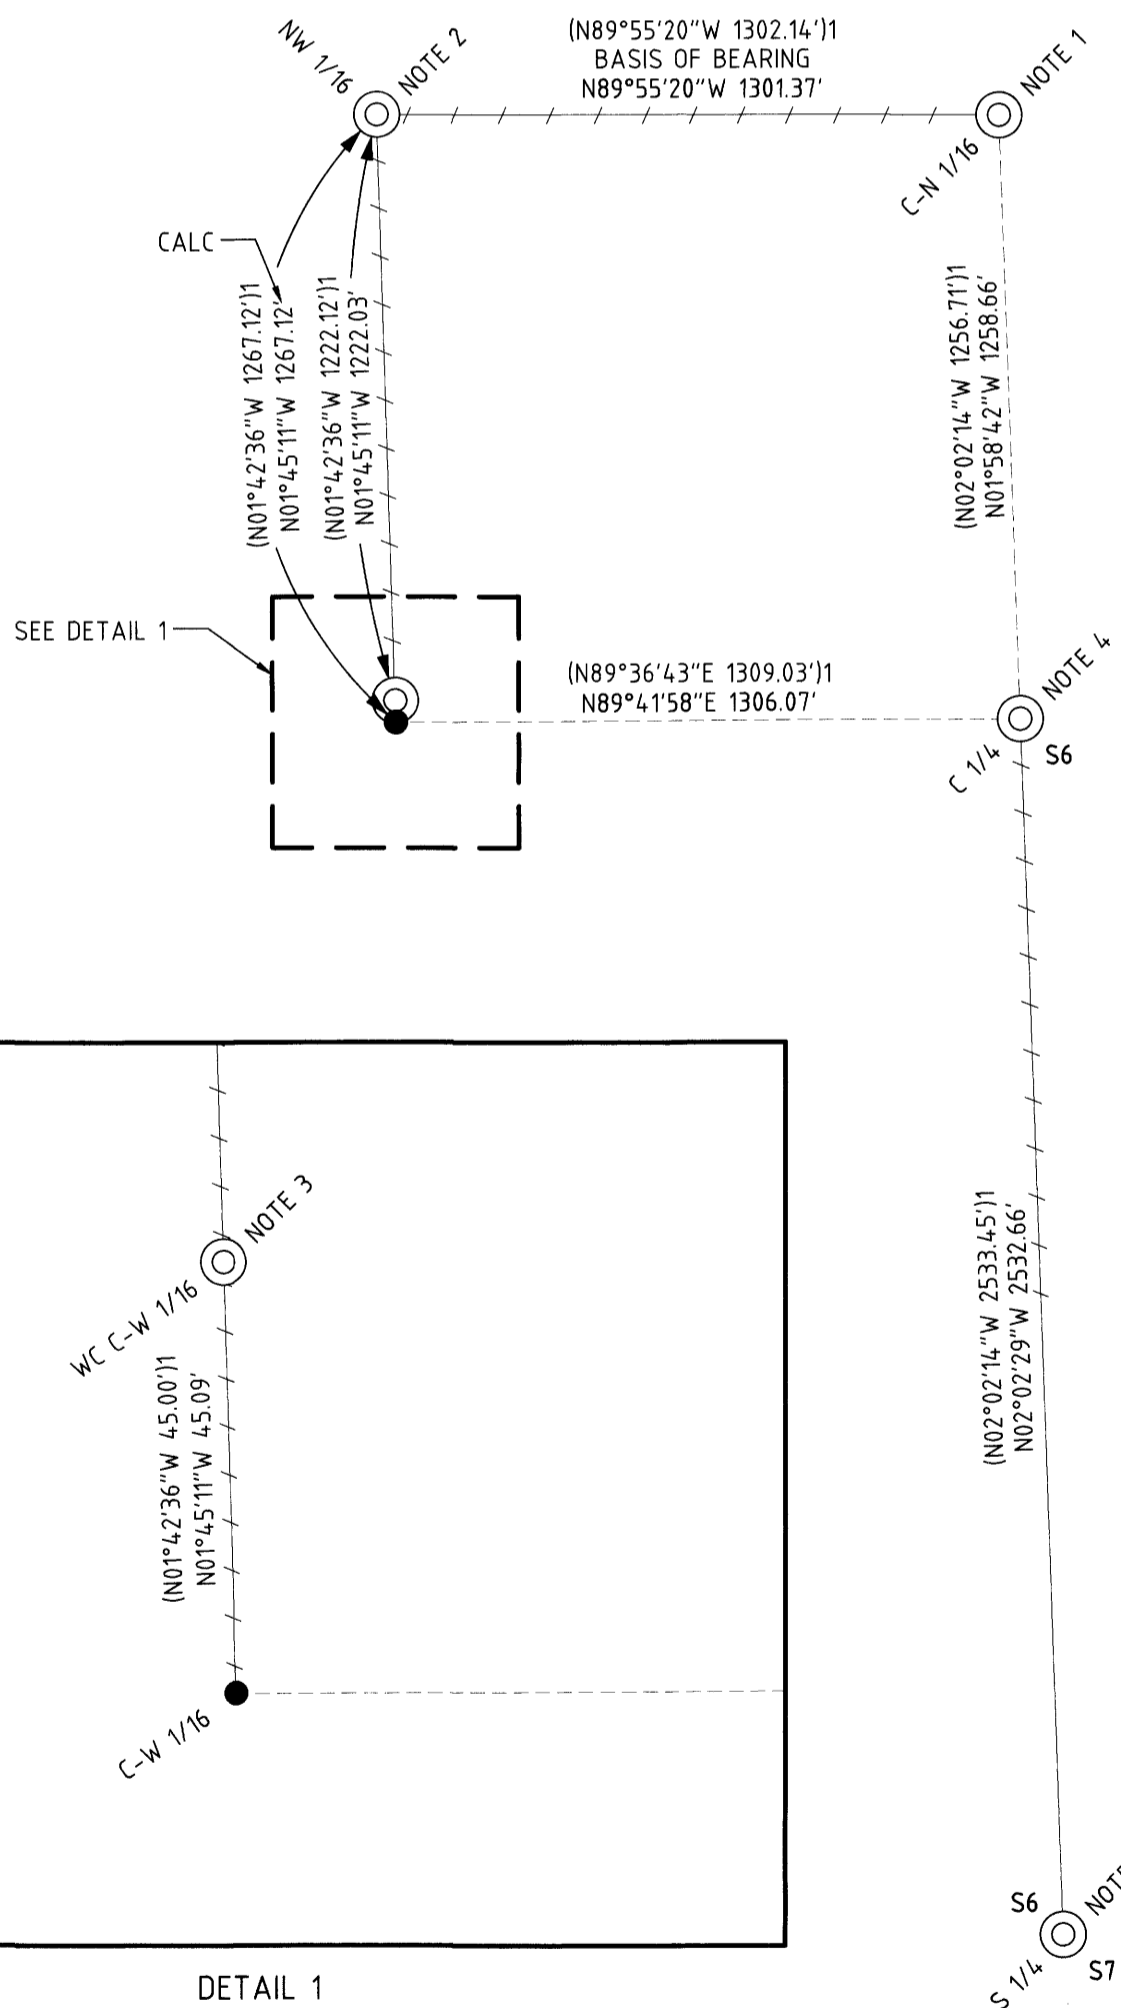 (N89°55'20"W 1302.14')1
BASIS OF BEARING
N89°55'20"W 1301.37'
NW 1/16
NOTE 2
NOTE 1
C-N 1/16
CALC
(N01°42'36"W 1267.12')1
N01°45'11"W 1267.12'
(N01°42'36"W 1222.12')1
N01°45'11"W 1222.03'
(N02°02'14"W 1256.71')1
N01°58'42"W 1258.66'
SEE DETAIL 1
(N89°36'43"E 1309.03')1
N89°41'58"E 1306.07'
NOTE 4
C 1/4
S6
NOTE 3
WC C-W 1/16
(N01°42'36"W 45.00')1
N01°45'11"W 45.09'
C-W 1/16
(N02°02'14"W 2533.45')1
N02°02'29"W 2532.66'
S6
NOTE
S 1/4
S7
DETAIL 1